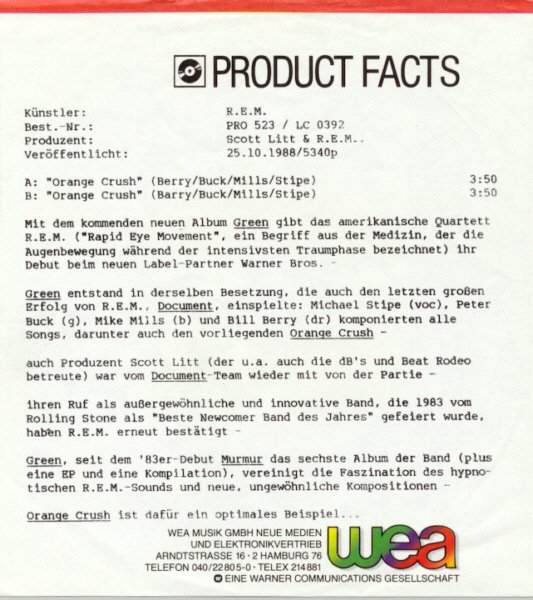 PRODUCT FACTS
Künstler: R.E.M.
Best.-Nr.: PRO 523 / LC 0392
Produzent: Scott Litt & R.E.M..
Veröffentlicht: 25.10.1988/5340p
A: "Orange Crush" (Berry/Buck/Mills/Stipe) 3:50
B: "Orange Crush" (Barry/Buck/Mills/Stipe) 3:50
Mit dem kommenden neuen Album Green gibt das amerikanische Quartett
R.E.M. ("Rapid Eye Movement", ein Begriff aus der Medizin, der die
Augenbewegung während der intensivsten Traumphase bezeichnet) ihr
Debut beim neuen Label-Partner Warner Bros. -
Green entstand in derselben Besetzung, die auch den letzten großen
Erfolg von R.E.M., Document, einspielte: Michael Stipe (voc), Peter
Buck (g), Mike Mills (b) und Bill Berry (dr) komponierten alle
Songs, darunter auch den vorliegenden Orange Crush -
auch Produzent Scott Litt (der u.a. auch die dB's und Beat Rodeo
betreute) war vom Document-Team wieder mit von der Partie -
ihren Ruf als außergewöhnliche und innovative Band, die 1983 vom
Rolling Stone als "Beste Newcomer Band des Jahres" gefeiert wurde,
haben R.E.M. erneut bestätigt -
Green, seit dem '83er-Debut Murmur das sechste Album der Band (plus
eine EP und eine Kompilation), vereinigt die Faszination des hypno-
tischen R.E.M.-Sounds und neue, ungewöhnliche Kompositionen -
Orange Crush ist dafür ein optimales Beispiel...
WEA MUSIK GMBH NEUE MEDIEN
UND ELEKTRONIKVERTRIEB
ARNDTSTRASSE 16 · 2 HAMBURG 76
TELEFON 040/22805-0 · TELEX 214881
EINE WARNER COMMUNICATIONS GESELLSCHAFT
wea